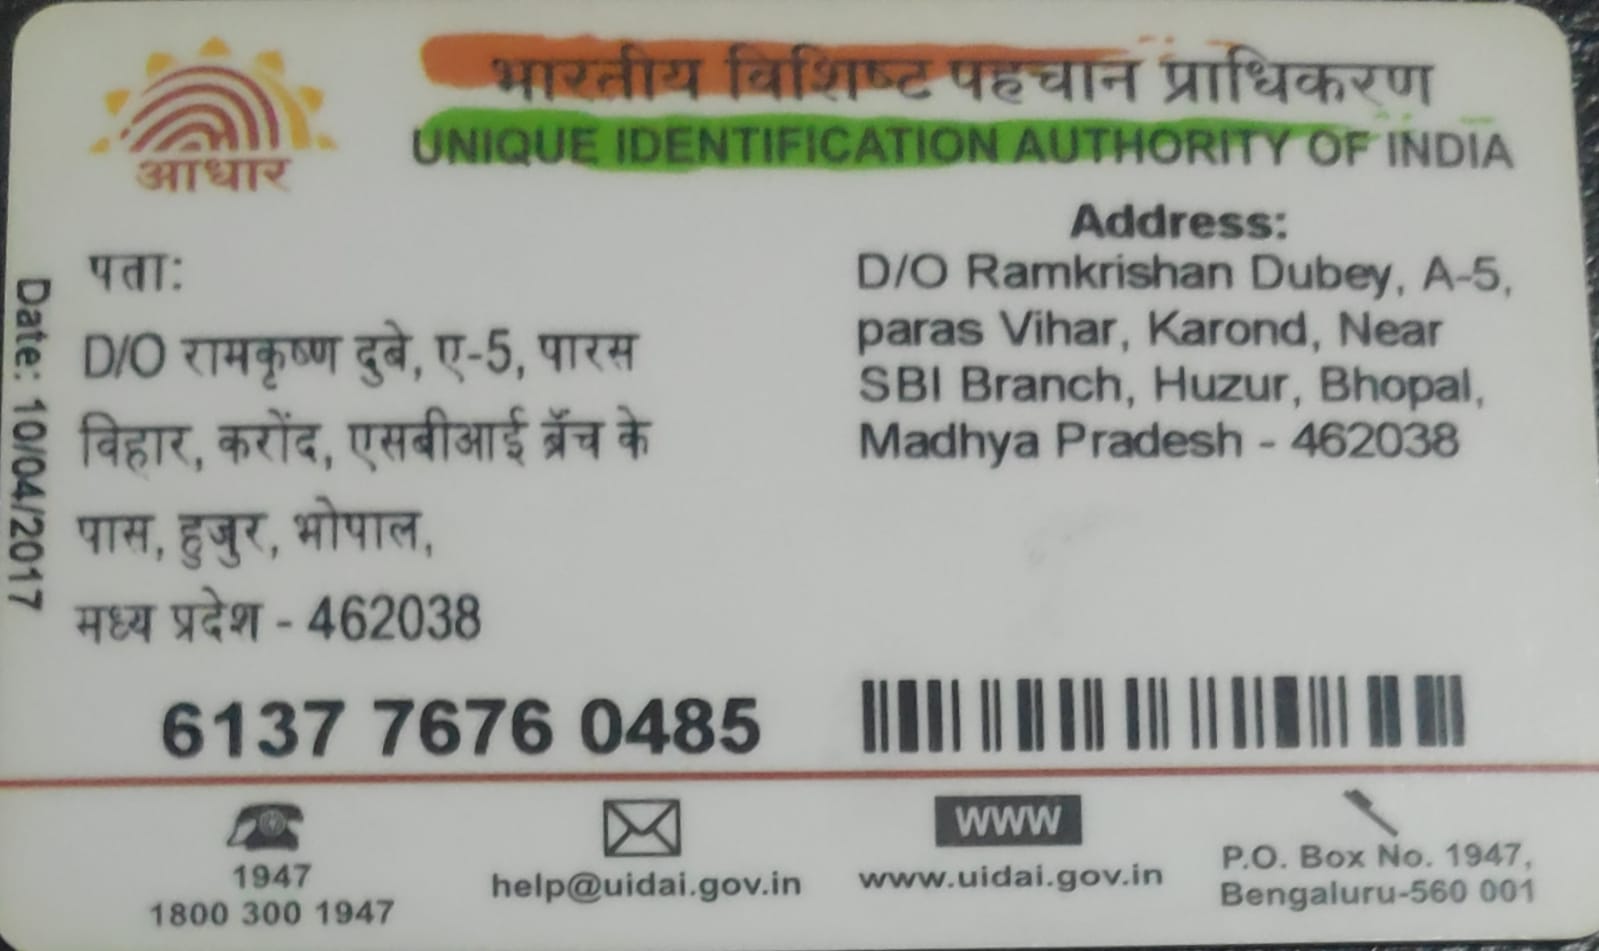 आधार
भारतीय विशिष्ट पहचान प्राधिकरण
UNIQUE IDENTIFICATION AUTHORITY OF INDIA
Date: 10/04/2017
पता:
D/O रामकृष्ण दुबे, ए-5, पारस
विहार, करोंद, एसबीआई ब्रॅच के
पास, हुजुर, भोपाल,
मध्य प्रदेश - 462038
Address:
D/O Ramkrishan Dubey, A-5,
paras Vihar, Karond, Near
SBI Branch, Huzur, Bhopal,
Madhya Pradesh - 462038
6137 7676 0485
1947
1800 300 1947
help@uidai.gov.in
WWW
www.uidai.gov.in
P.O. Box No. 1947,
Bengaluru-560 001